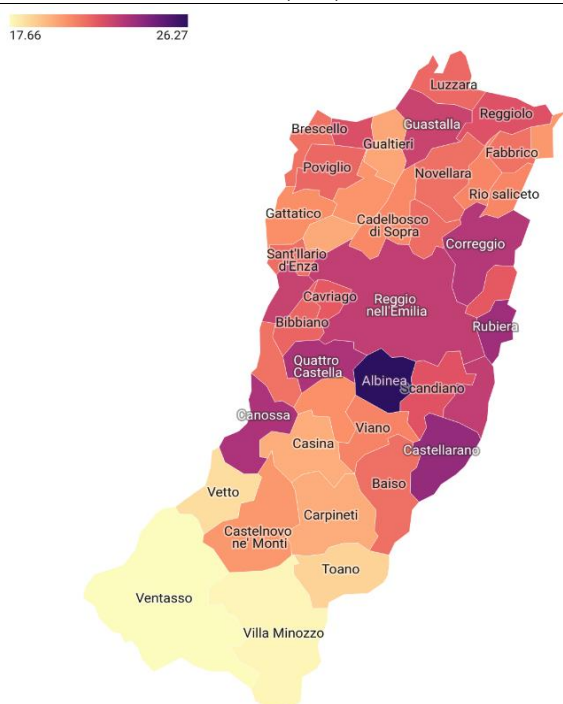 17.66
26.27
Luzzara
Reggiolo
Brescello
Guastalla
Gualtieri
Fabbrico
Poviglio
Novellara
Rio saliceto
Gattatico
Cadelbosco
di Sopra
Correggio
Sant'Ilario
d'Enza
Cavriago
Reggio
nell'Emilia
Bibbiano
Rubiera
Quattro
Castella
Albinea
Scandiano
Canossa
Viano
Casina
Castellarano
Baiso
Vetto
Carpineti
Castelnovo
ne' Monti
Toano
Ventasso
Villa Minozzo